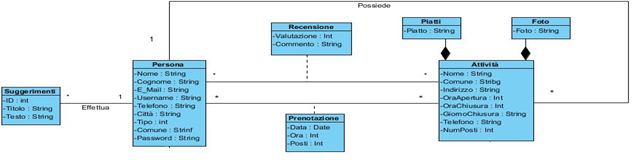 Possiede
Recensione
-Valutazione : Int
-Commento : String
Piatti
-Piatto : String
Foto
-Foto : String
1
Persona
-Nome : String
-Cognome : String
-E_Mail : String
-Username : String
-Telefono : String
-Città : String
-Tipo : int
-Comune : Strinf
-Password : String
*
*
*
*
*
Attività
-Nome : String
-Comune : Stribg
-Indirizzo : String
-OraApertura : Int
-OraChiusura : Int
-GiornoChiusura : String
-Telefono : String
-NumPosti : Int
Suggerimenti
-ID : int
-Titolo : String
-Testo : String
*
1
Effettua
Prenotazione
-Data : Date
-Ora : Int
-Posti : Int